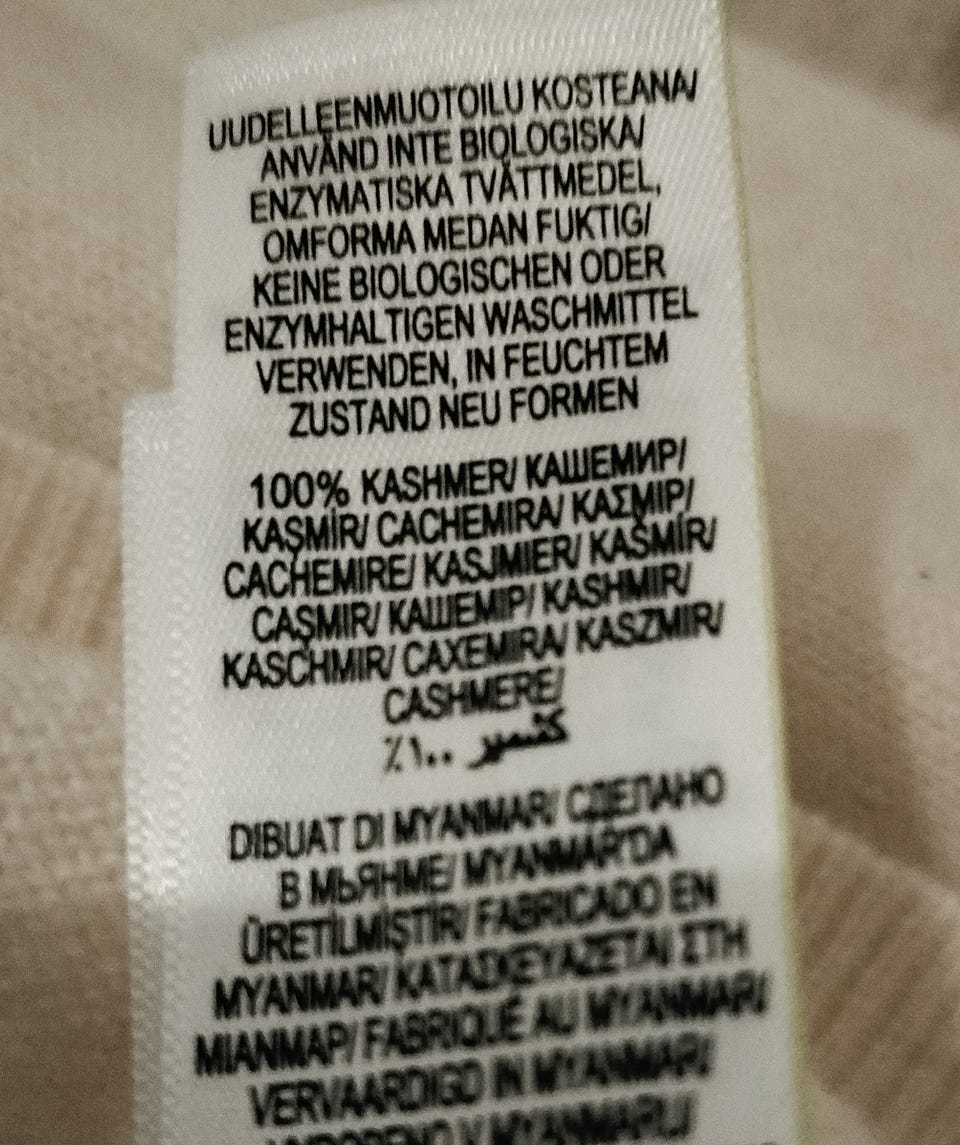 UUDELLEENMUOTOILU KOSTEANA/
ANVÄND INTE BIOLOGISKA/
ENZYMATISKA TVÄTTMEDEL,
OMFORMA MEDAN FUKTIG/
KEINE BIOLOGISCHEN ODER
ENZYMHALTIGEN WASCHMITTEL
VERWENDEN, IN FEUCHTEM
ZUSTAND NEU FORMEN
100% KASHMER/ КАШЕМИР/
KAŞMİR/ CACHEMIRA/ ΚΑΣΜΙΡ/
CACHEMIRE/ KASJMIER/ KAŠMÍR/
CAŞMIR/ КАШЕМІР/ KASHMIR/
KASCHMIR/ CAXEMIRA/ KASZMIR/
CASHMERE/
٪١٠٠ كشمير
DIBUAT DI MYANMAR/ СДЕЛАНО
В МЬЯНМЕ/ MYANMAR'DA
ÜRETİLMİŞTİR/ FABRICADO EN
MYANMAR/ ΚΑΤΑΣΚΕΥΑΖΕΤΑΙ ΣΤΗ
ΜΙΑΝΜΑΡ/ FABRIQUÉ AU MYANMAR/
VERVAARDIGD IN MYANMAR/
VYROBENO V MYANMARU/